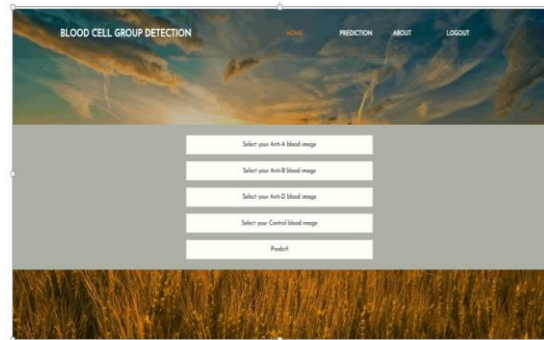 BLOOD CELL GROUP DETECTION HOME PREDICTION ABOUT LOGOUT
Select your Anti-A blood image
Select your Anti-B blood image
Select your Anti-D blood image
Select your Control blood image
Predict!